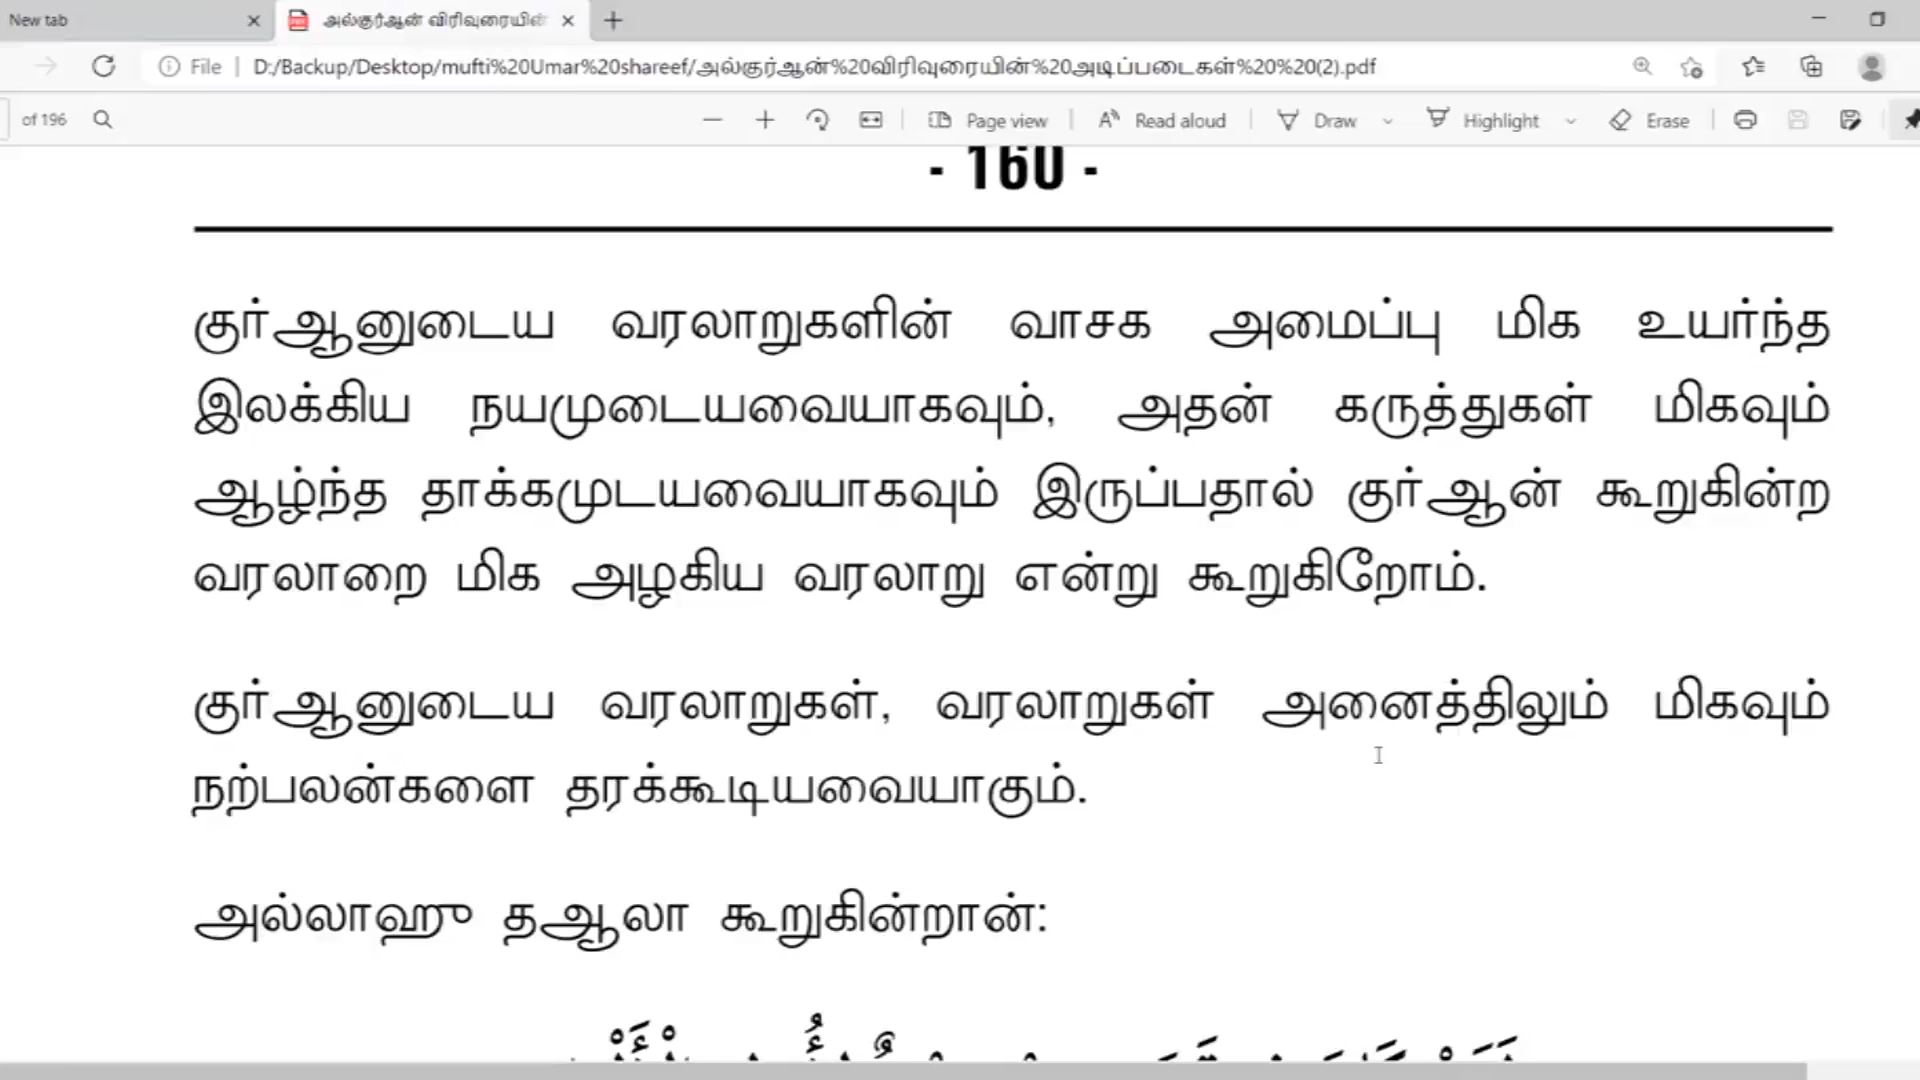 New tab
அல்குர்ஆன் விரிவுரையின்
File
D:/Backup/Desktop/mufti%20Umar%20shareef/அல்குர்ஆன்%20விரிவுரையின்%20அடிப்படைகள்%20%20(2).pdf
of 196
Page view
Read aloud
Draw
Highlight
Erase
- 160 -
குர்ஆனுடைய வரலாறுகளின் வாசக அமைப்பு மிக உயர்ந்த
இலக்கிய நயமுடையவையாகவும், அதன் கருத்துகள் மிகவும்
ஆழ்ந்த தாக்கமுடயவையாகவும் இருப்பதால் குர்ஆன் கூறுகின்ற
வரலாறை மிக அழகிய வரலாறு என்று கூறுகிறோம்.
குர்ஆனுடைய வரலாறுகள், வரலாறுகள் அனைத்திலும் மிகவும்
நற்பலன்களை தரக்கூடியவையாகும்.
அல்லாஹு தஆலா கூறுகின்றான்: